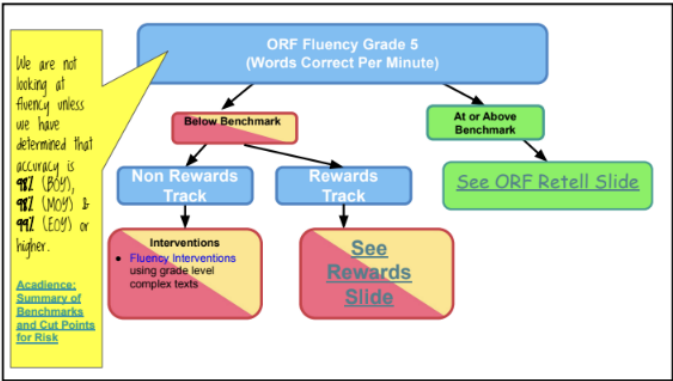 ORF Fluency Grade 5
(Words Correct Per Minute)
We are not
looking at
fluency unless
we have
determined that
accuracy is
98% (BOY),
98% (MOY) &
99% (EOY) or
higher.
Acadience:
Summary of
Benchmarks
and Cut Points
for Risk
Below Benchmark
At or Above
Benchmark
Non Rewards
Track
Rewards
Track
See ORF Retell Slide
Interventions
• Fluency Interventions
using grade level
complex texts
See
Rewards
Slide